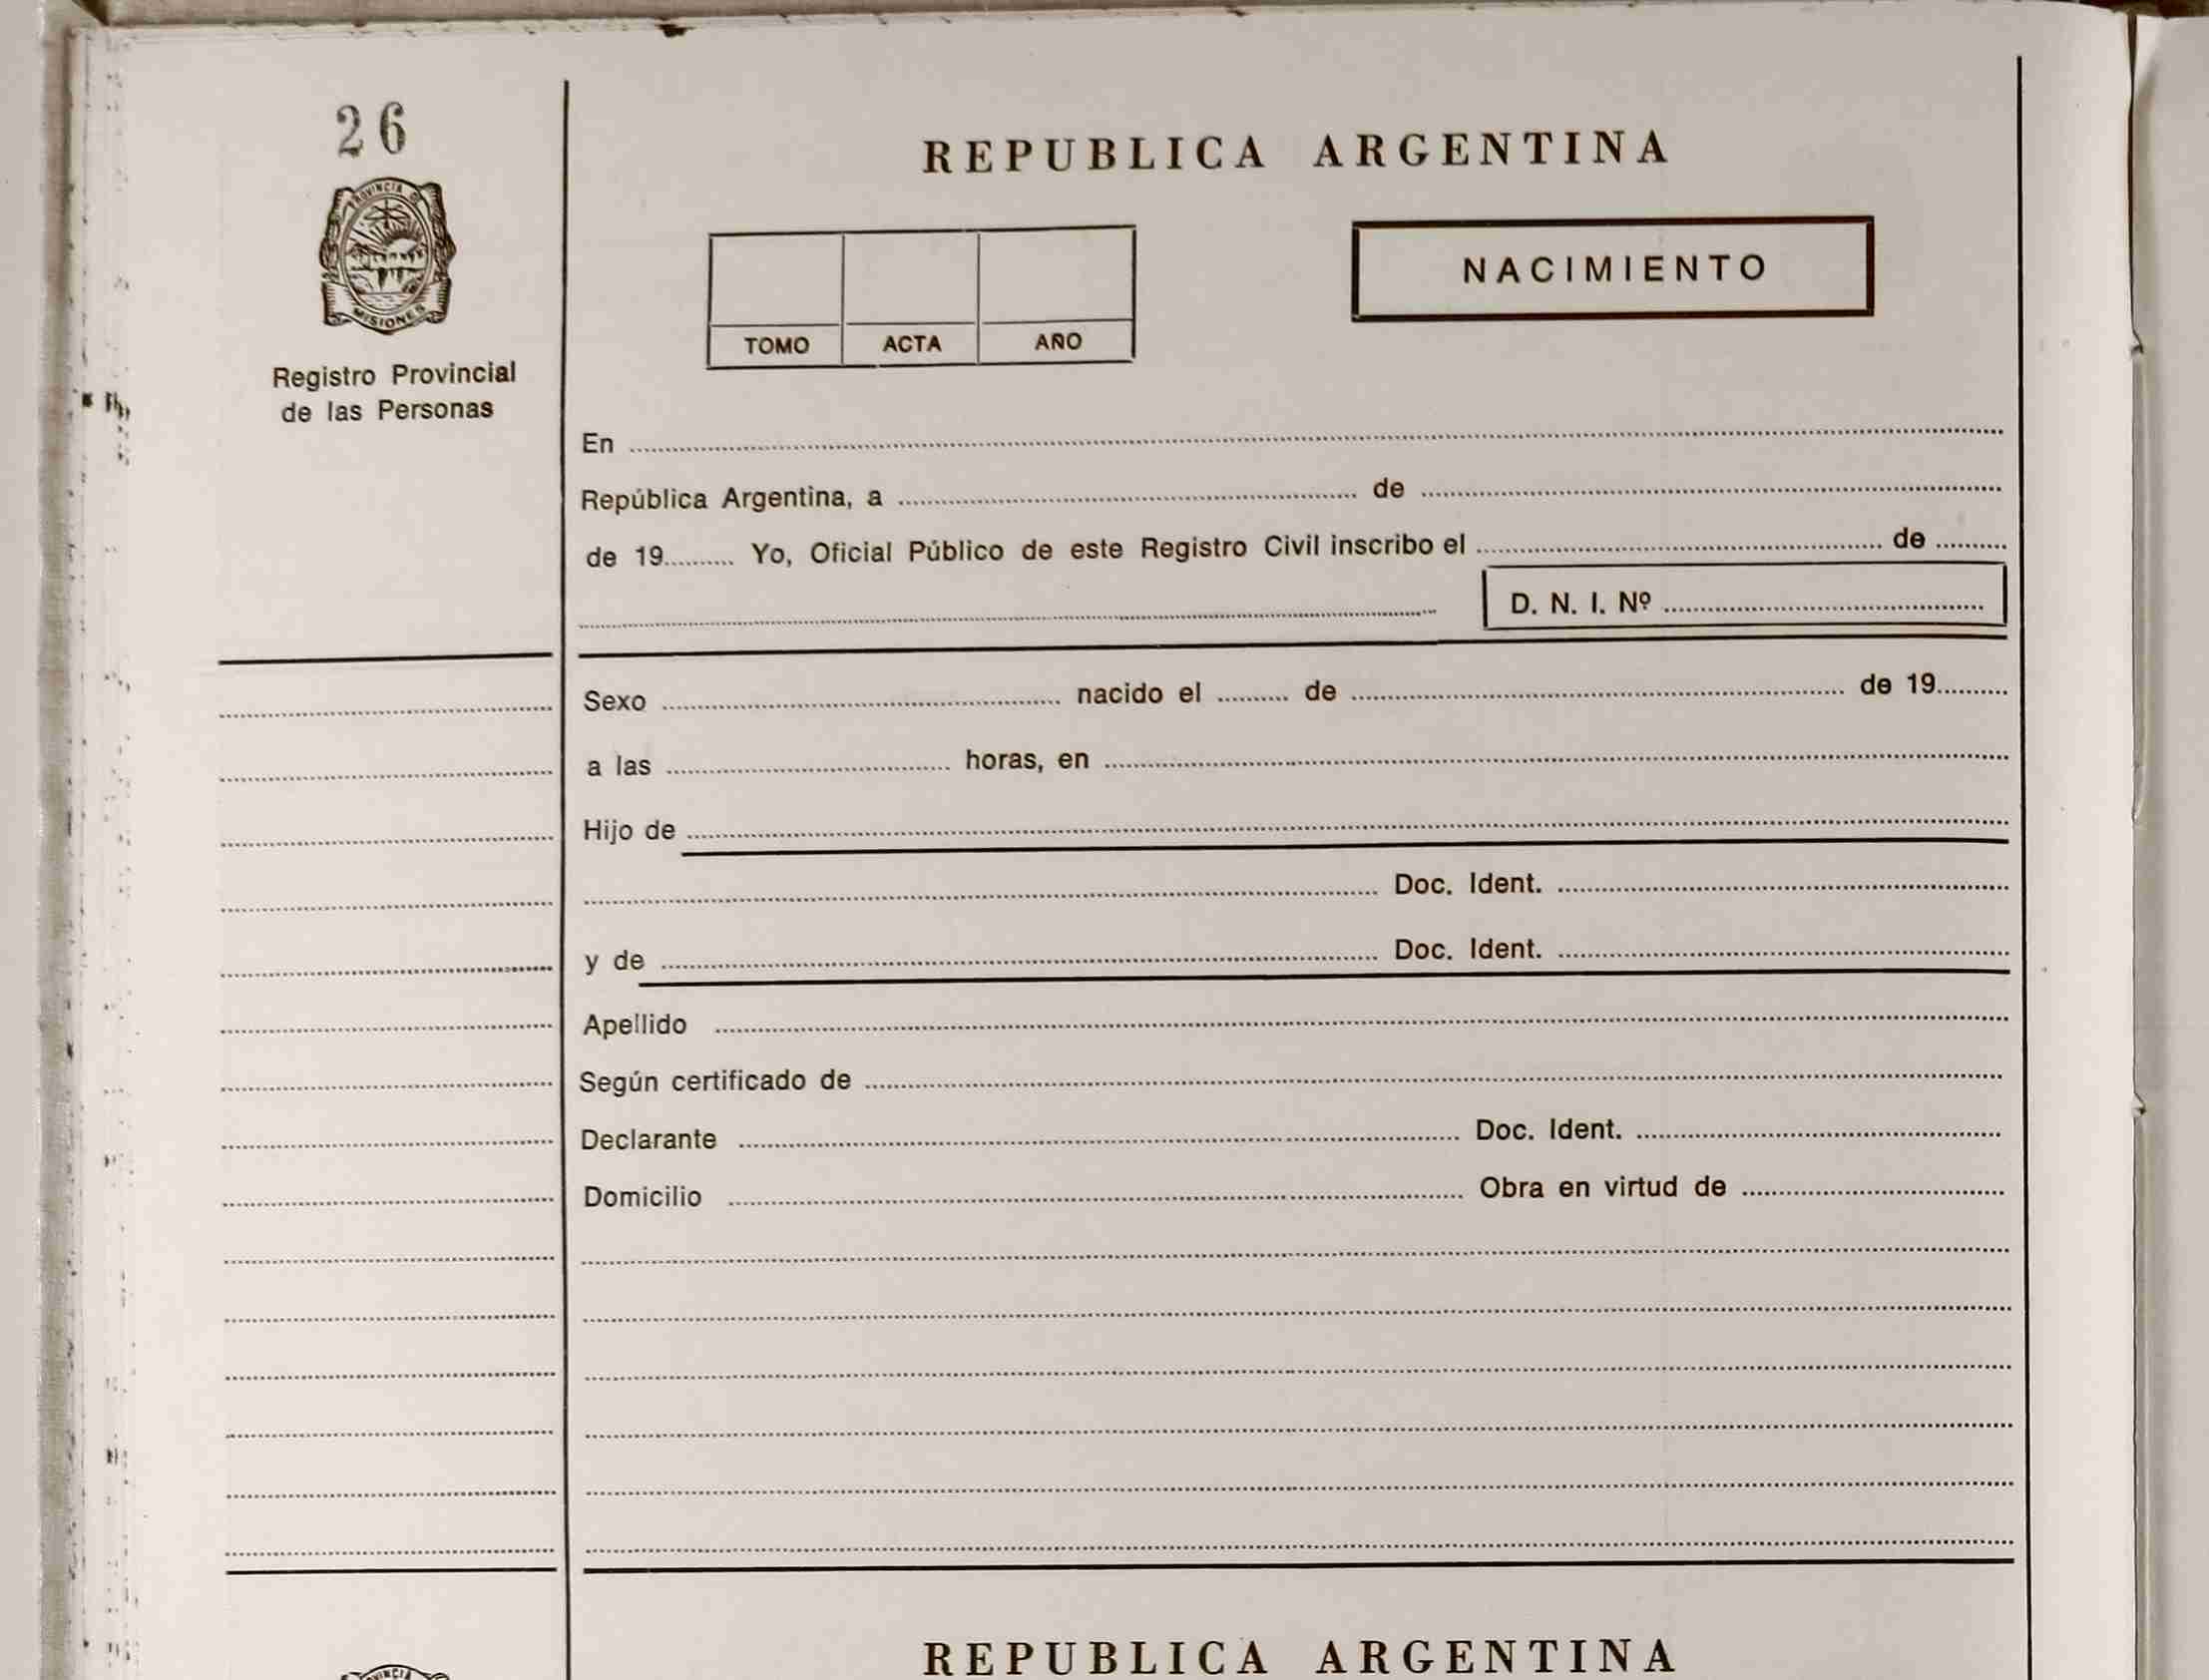 26
PROVINCIA DE
MISIONES
Registro Provincial
de las Personas
REPUBLICA ARGENTINA
TOMO ACTA AÑO
NACIMIENTO
En
República Argentina, a de
de 19 Yo, Oficial Público de este Registro Civil inscribo el de
D. N. I. Nº
Sexo nacido el de de 19
a las horas, en
Hijo de
Doc. Ident.
y de Doc. Ident.
Apellido
Según certificado de
Declarante Doc. Ident.
Domicilio Obra en virtud de
REPUBLICA ARGENTINA